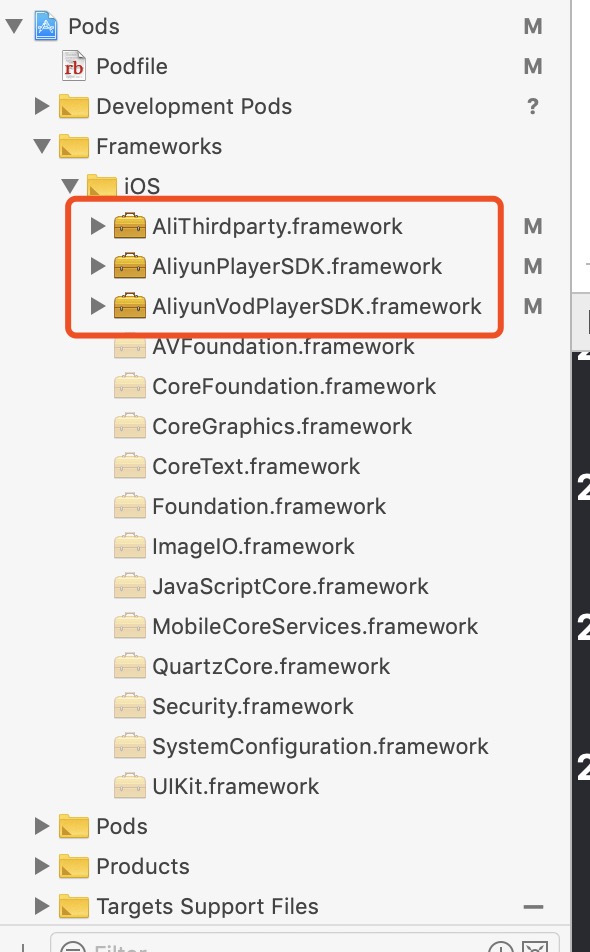 Pods M
rb Podfile M
Development Pods ?
Frameworks
iOS
AliThirdparty.framework M
AliyunPlayerSDK.framework M
AliyunVodPlayerSDK.framework M
AVFoundation.framework
CoreFoundation.framework
CoreGraphics.framework
CoreText.framework
Foundation.framework
ImageIO.framework
JavaScriptCore.framework
MobileCoreServices.framework
QuartzCore.framework
Security.framework
SystemConfiguration.framework
UIKit.framework
Pods
Products
Targets Support Files
Filter